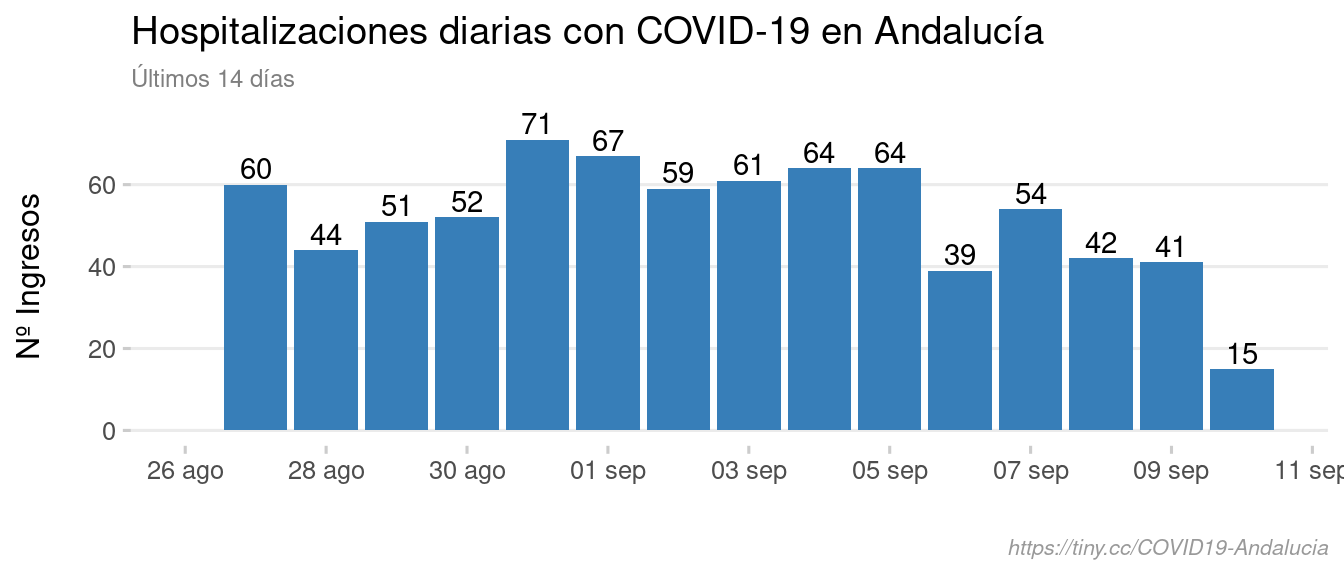 Hospitalizaciones diarias con COVID-19 en Andalucía
Últimos 14 días
Nº Ingresos
60
40
20
0
60 44 51 52 71 67 59 61 64 64 39 54 42 41 15
26 ago 28 ago 30 ago 01 sep 03 sep 05 sep 07 sep 09 sep 11 sep
https://tiny.cc/COVID19-Andalucia